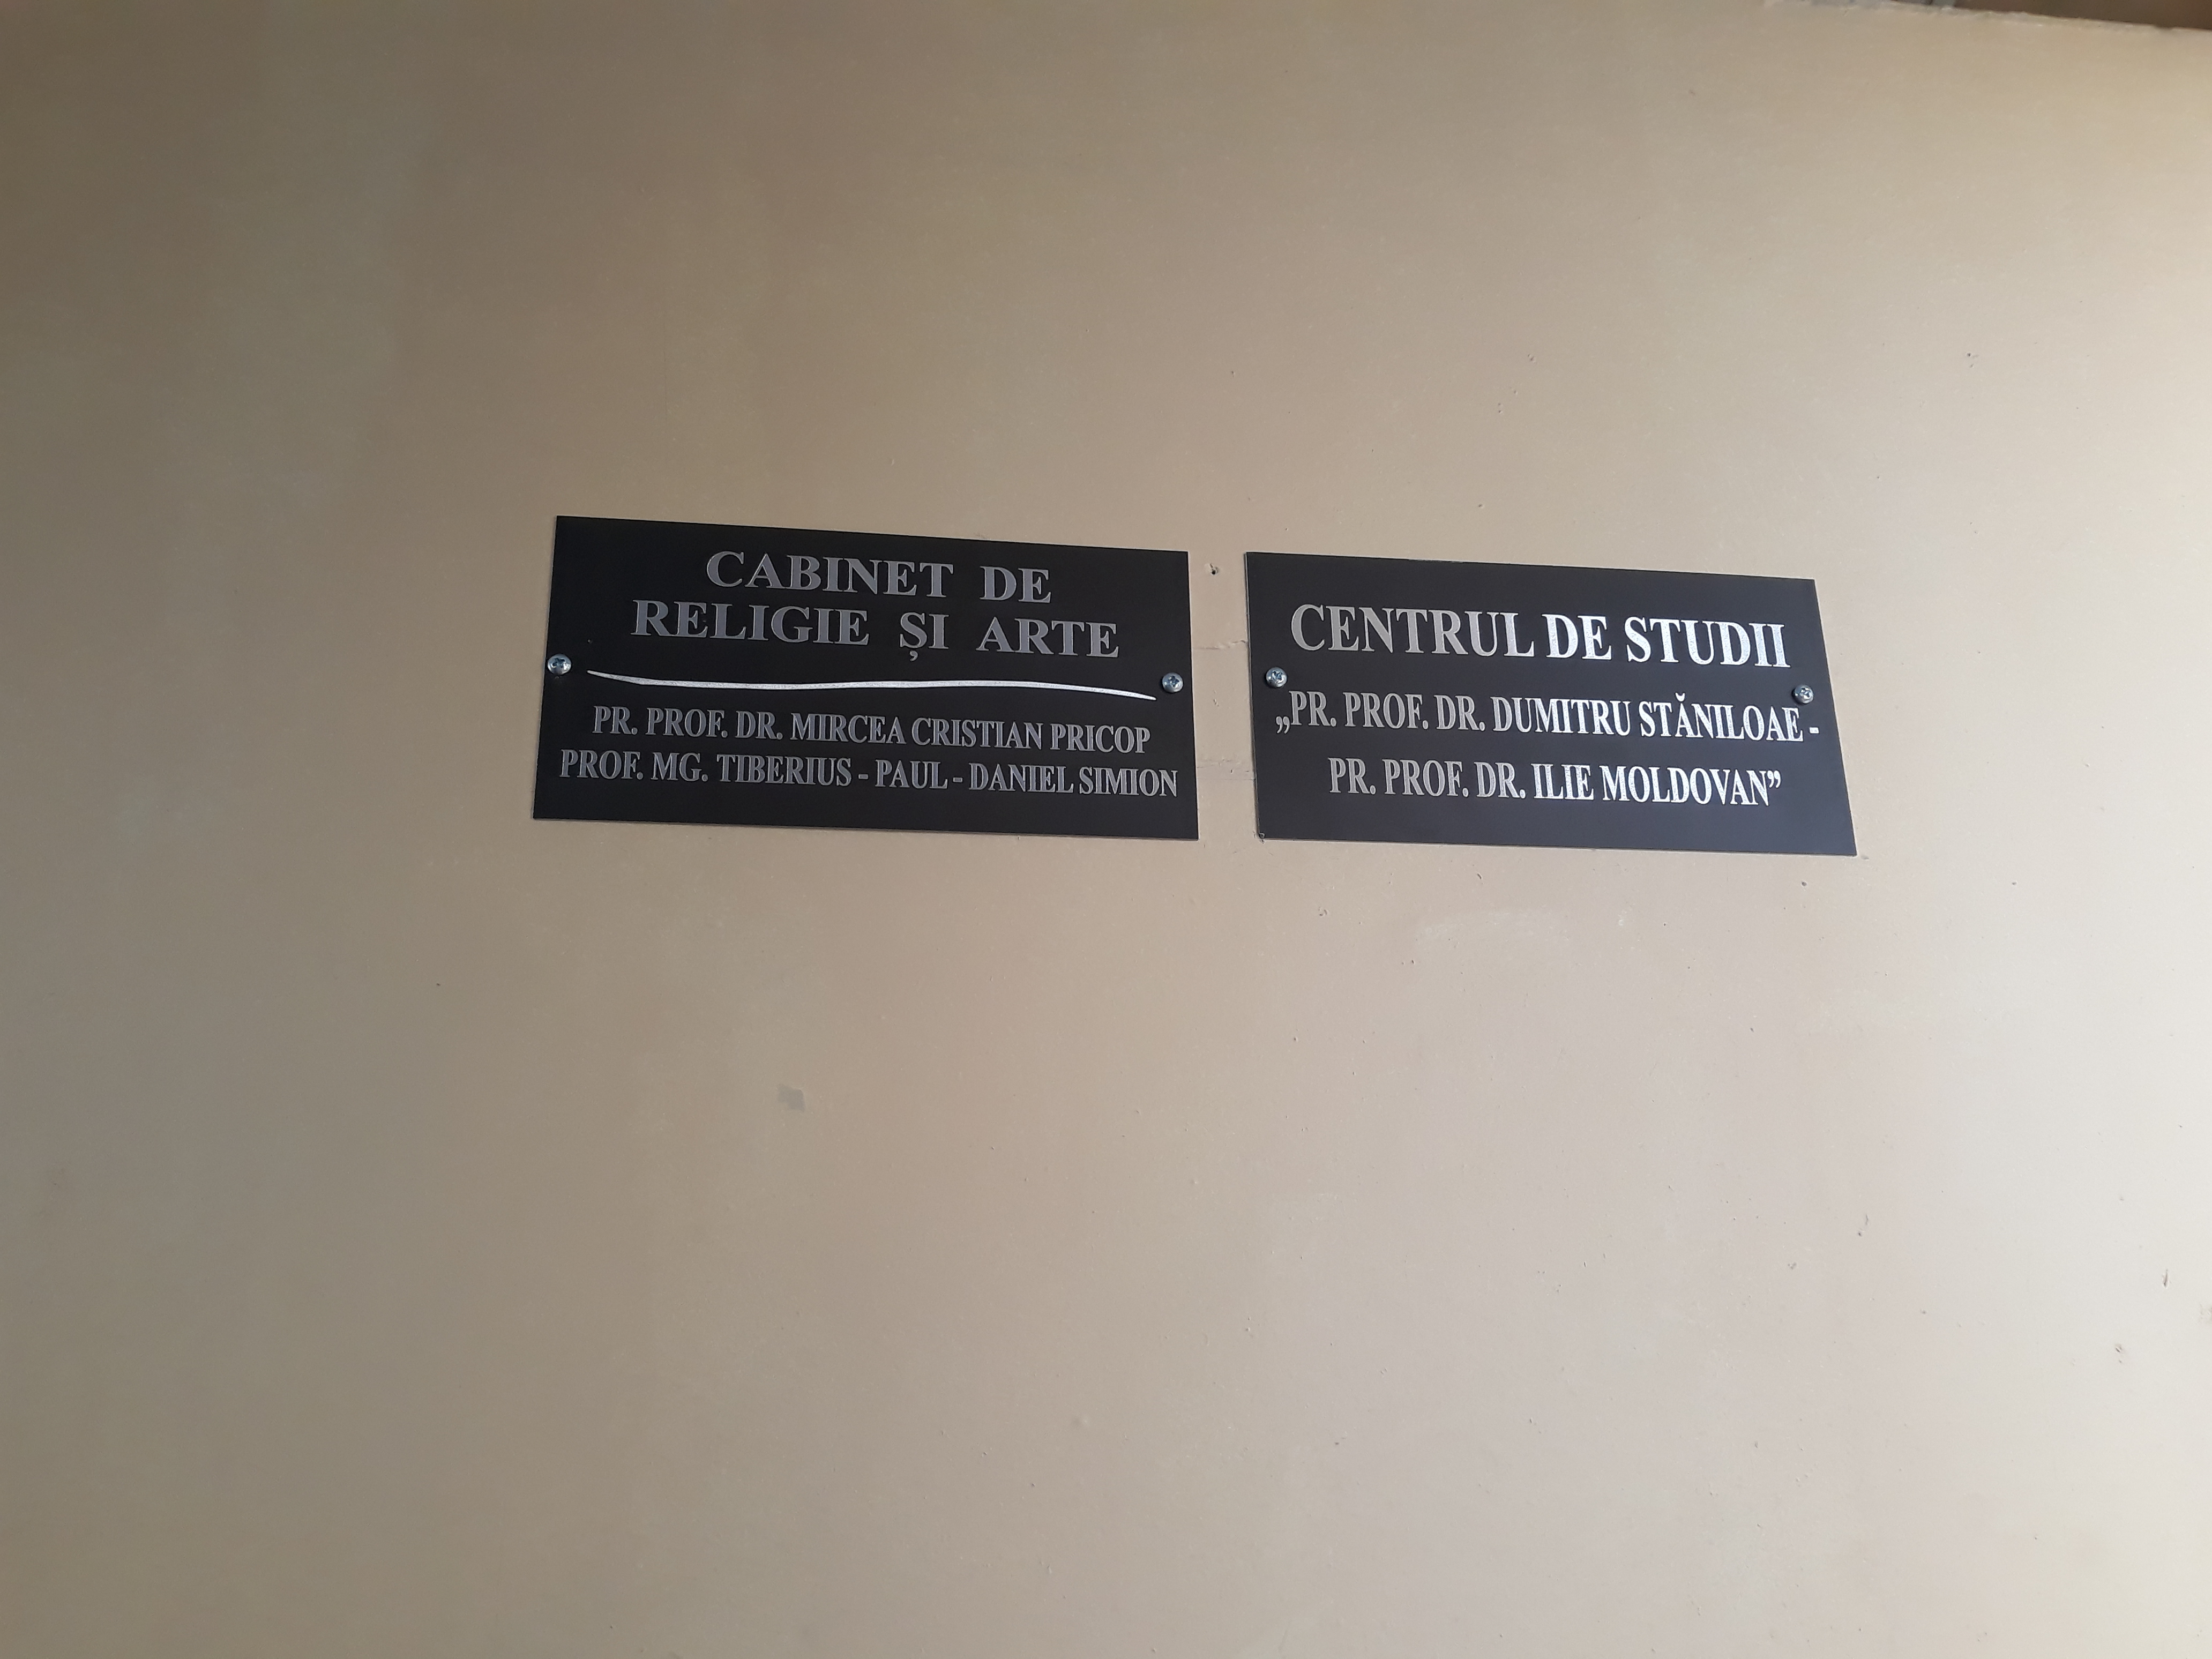 CABINET DE
RELIGIE ȘI ARTE
PR. PROF. DR. MIRCEA CRISTIAN PRICOP
PROF. MG. TIBERIUS - PAUL - DANIEL SIMION
CENTRUL DE STUDII
„PR. PROF. DR. DUMITRU STĂNILOAE -
PR. PROF. DR. ILIE MOLDOVAN”